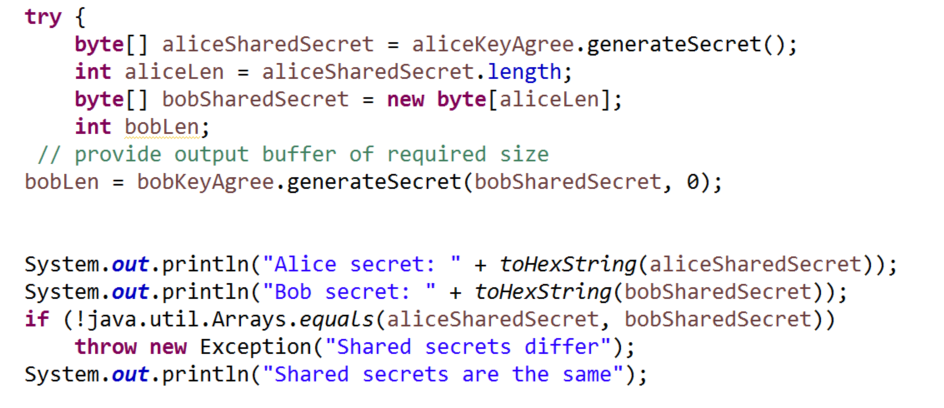 try {
    byte[] aliceSharedSecret = aliceKeyAgree.generateSecret();
    int aliceLen = aliceSharedSecret.length;
    byte[] bobSharedSecret = new byte[aliceLen];
    int bobLen;
 // provide output buffer of required size
bobLen = bobKeyAgree.generateSecret(bobSharedSecret, 0);
System.out.println("Alice secret: " + toHexString(aliceSharedSecret));
System.out.println("Bob secret: " + toHexString(bobSharedSecret));
if (!java.util.Arrays.equals(aliceSharedSecret, bobSharedSecret))
    throw new Exception("Shared secrets differ");
System.out.println("Shared secrets are the same");